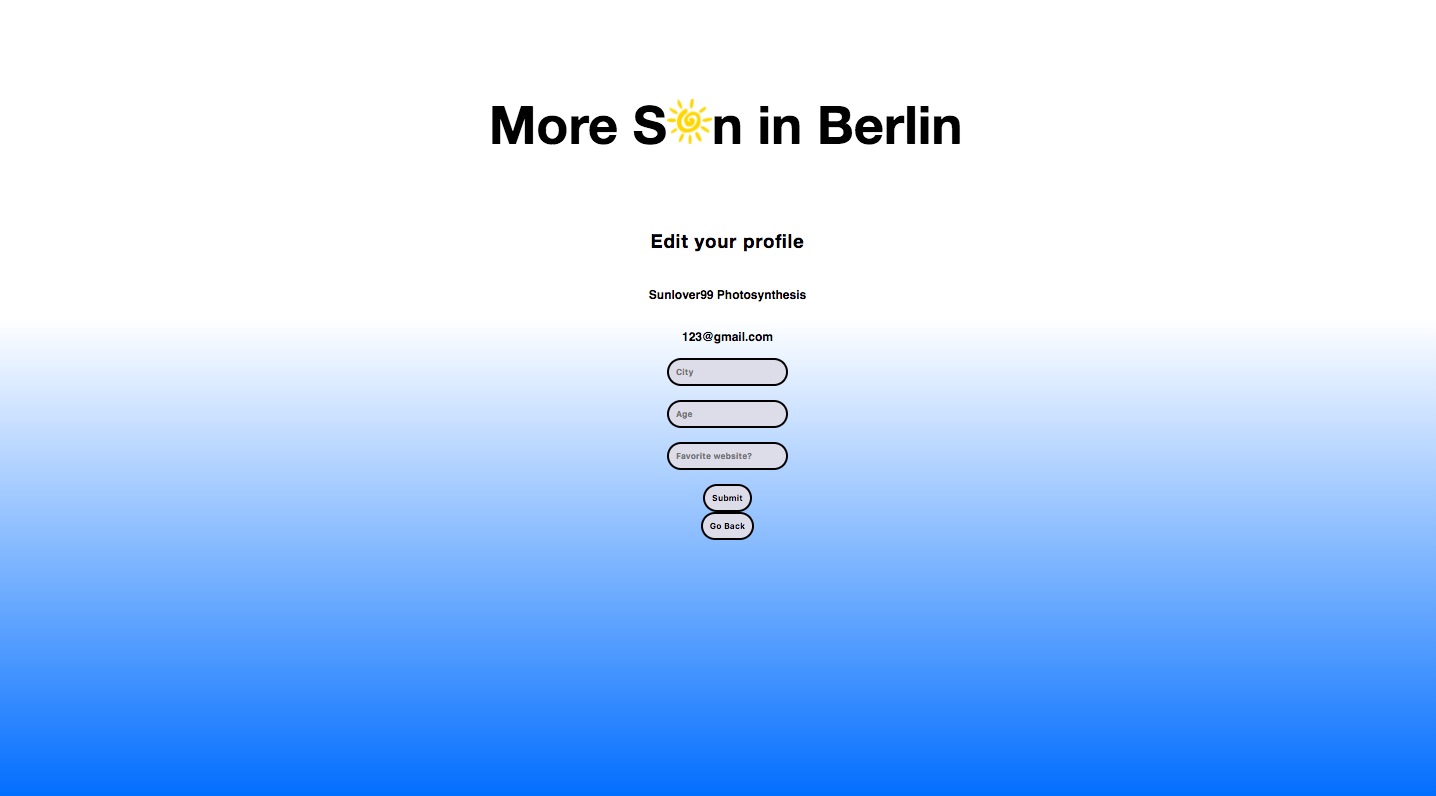 More S☀n in Berlin
Edit your profile
Sunlover99 Photosynthesis
123@gmail.com
City
Age
Favorite website?
Submit
Go Back